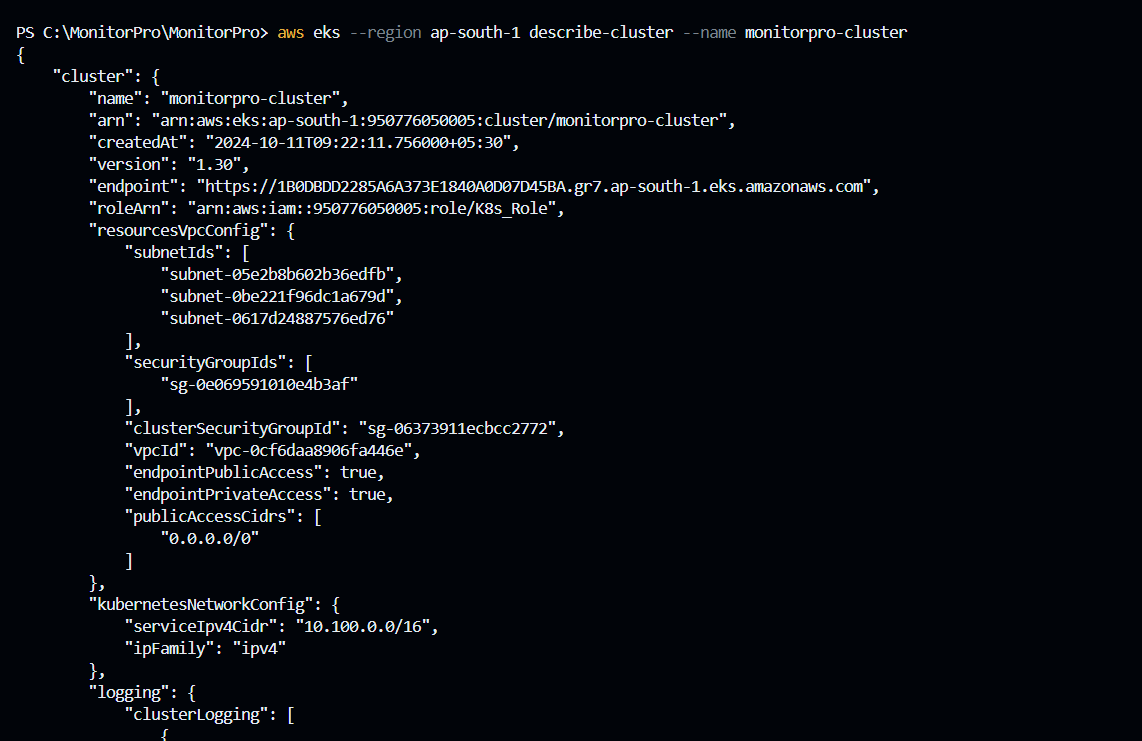 PS C:\MonitorPro\MonitorPro> aws eks --region ap-south-1 describe-cluster --name monitorpro-cluster
{
    "cluster": {
        "name": "monitorpro-cluster",
        "arn": "arn:aws:eks:ap-south-1:950776050005:cluster/monitorpro-cluster",
        "createdAt": "2024-10-11T09:22:11.756000+05:30",
        "version": "1.30",
        "endpoint": "https://1B0DBDD2285A6A373E1840A0D07D45BA.gr7.ap-south-1.eks.amazonaws.com",
        "roleArn": "arn:aws:iam::950776050005:role/K8s_Role",
        "resourcesVpcConfig": {
            "subnetIds": [
                "subnet-05e2b8b602b36edfb",
                "subnet-0be221f96dc1a679d",
                "subnet-0617d24887576ed76"
            ],
            "securityGroupIds": [
                "sg-0e069591010e4b3af"
            ],
            "clusterSecurityGroupId": "sg-06373911ecbcc2772",
            "vpcId": "vpc-0cf6daa8906fa446e",
            "endpointPublicAccess": true,
            "endpointPrivateAccess": true,
            "publicAccessCidrs": [
                "0.0.0.0/0"
            ]
        },
        "kubernetesNetworkConfig": {
            "serviceIpv4Cidr": "10.100.0.0/16",
            "ipFamily": "ipv4"
        },
        "logging": {
            "clusterLogging": [
                {